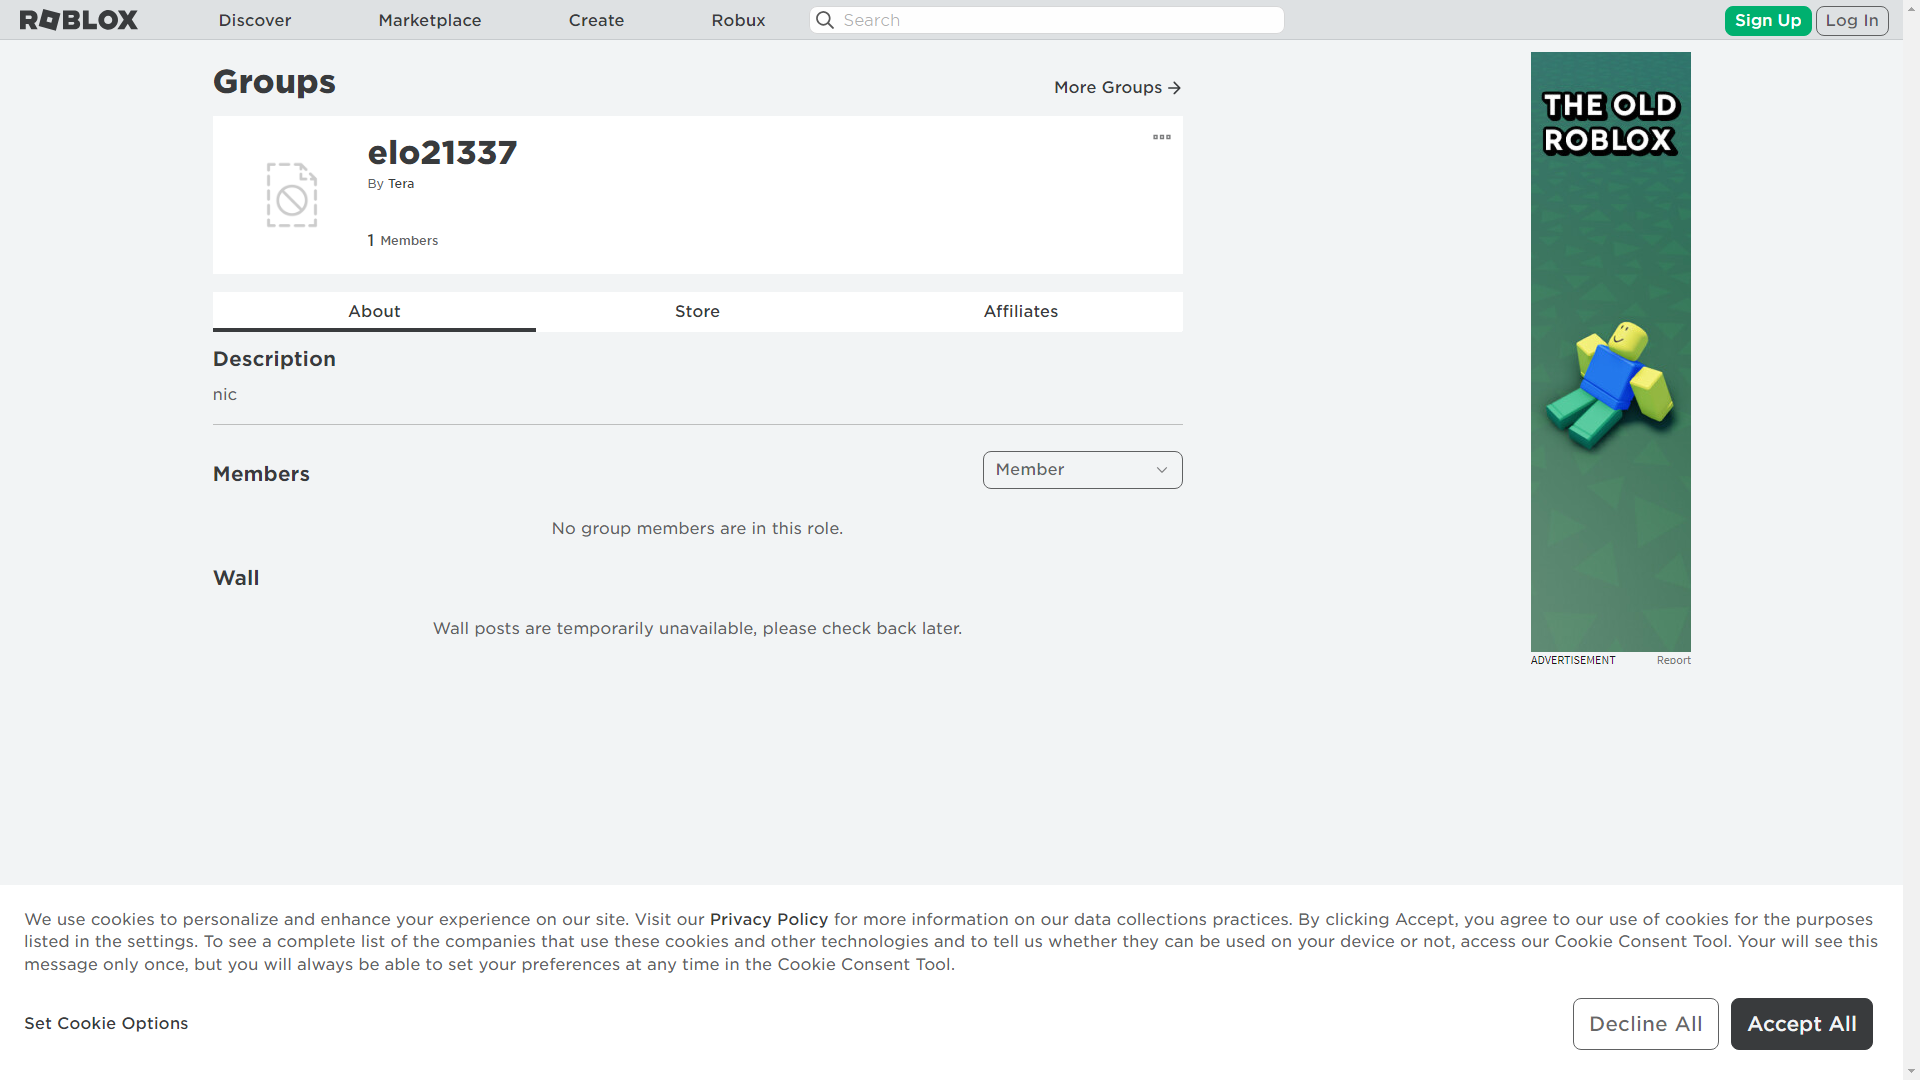 ROBLOX
Discover
Marketplace
Create
Robux
Search
Sign Up
Log In
Groups
More Groups
elo21337
By Tera
1 Members
About
Store
Affiliates
Description
nic
Members
Member
No group members are in this role.
Wall
Wall posts are temporarily unavailable, please check back later.
THE OLD
ROBLOX
ADVERTISEMENT
Report
We use cookies to personalize and enhance your experience on our site. Visit our Privacy Policy for more information on our data collections practices. By clicking Accept, you agree to our use of cookies for the purposes
listed in the settings. To see a complete list of the companies that use these cookies and other technologies and to tell us whether they can be used on your device or not, access our Cookie Consent Tool. Your will see this
message only once, but you will always be able to set your preferences at any time in the Cookie Consent Tool.
Set Cookie Options
Decline All
Accept All